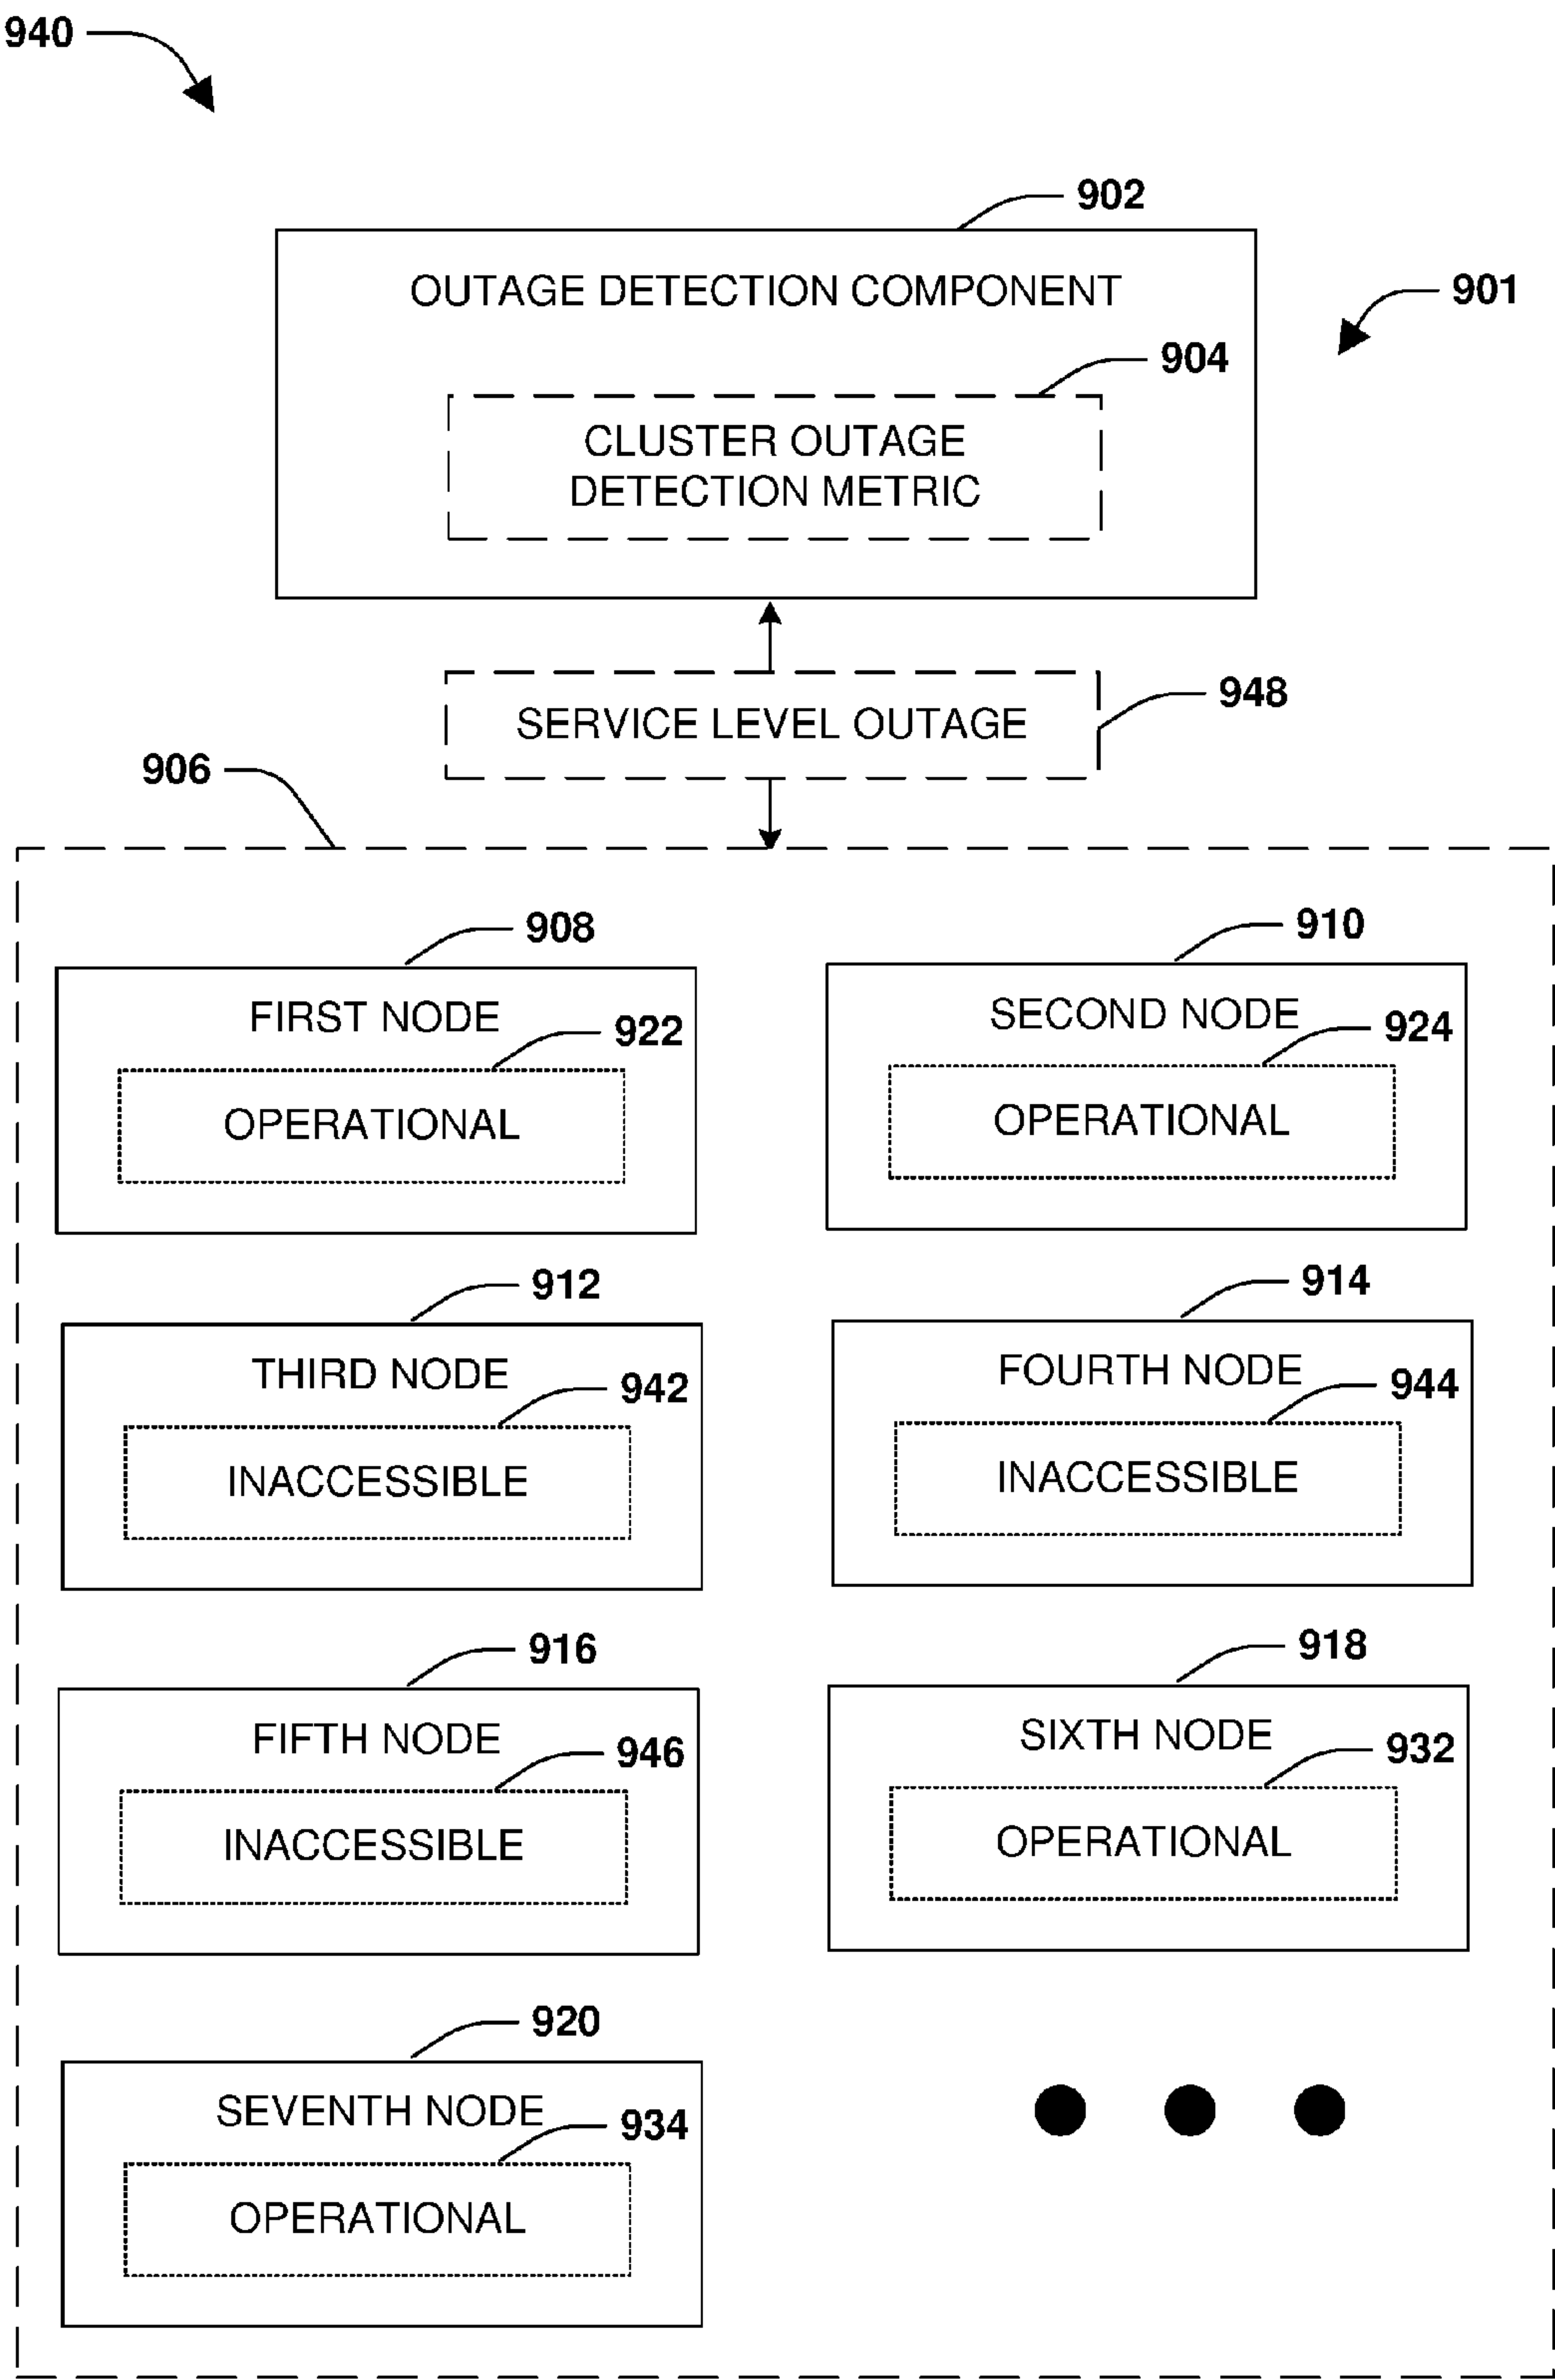 940
902
OUTAGE DETECTION COMPONENT
901
904
CLUSTER OUTAGE
DETECTION METRIC
948
SERVICE LEVEL OUTAGE
906
908
910
FIRST NODE
SECOND NODE
922
924
OPERATIONAL
OPERATIONAL
912
914
THIRD NODE
FOURTH NODE
942
944
INACCESSIBLE
INACCESSIBLE
916
918
FIFTH NODE
SIXTH NODE
946
932
INACCESSIBLE
OPERATIONAL
920
SEVENTH NODE
934
OPERATIONAL